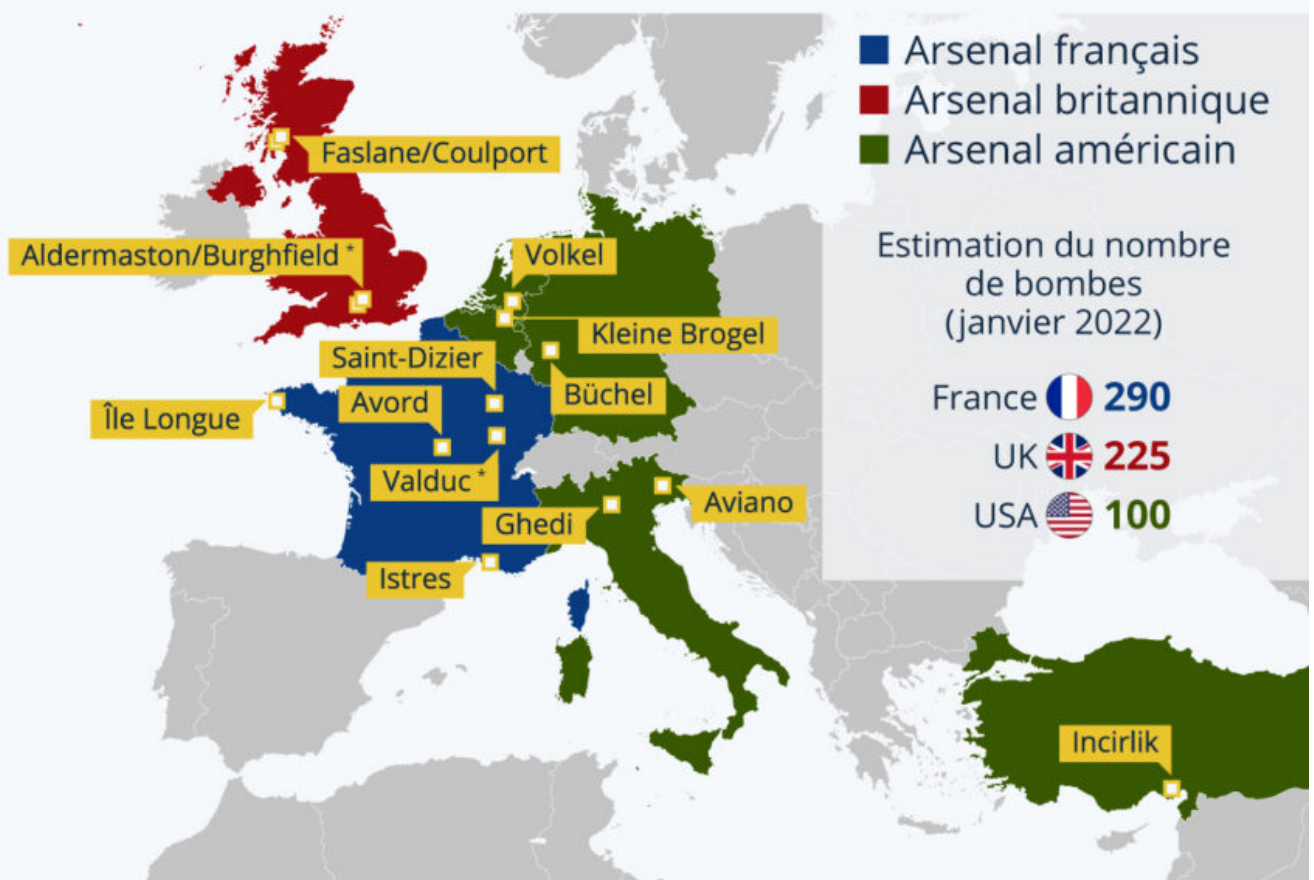 Arsenal français
Arsenal britannique
Arsenal américain
Estimation du nombre
de bombes
(janvier 2022)
France 290
UK 225
USA 100
Faslane/Coulport
Aldermaston/Burghfield *
Volkel
Kleine Brogel
Saint-Dizier
Büchel
Avord
Île Longue
Valduc *
Aviano
Ghedi
Istres
Incirlik